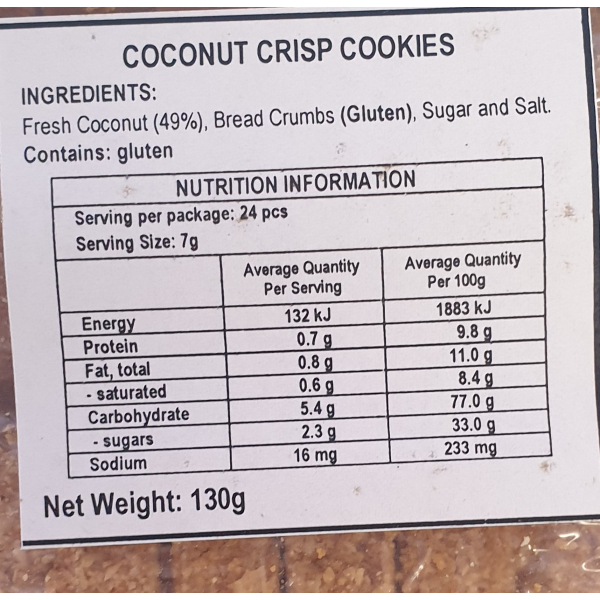 COCONUT CRISP COOKIES
INGREDIENTS:
Fresh Coconut (49%), Bread Crumbs (Gluten), Sugar and Salt.
Contains: gluten
NUTRITION INFORMATION
Serving per package: 24 pcs
Serving Size: 7g
Average Quantity Per Serving Average Quantity Per 100g
Energy 132 kJ 1883 kJ
Protein 0.7 g 9.8 g
Fat, total 0.8 g 11.0 g
- saturated 0.6 g 8.4 g
Carbohydrate 5.4 g 77.0 g
- sugars 2.3 g 33.0 g
Sodium 16 mg 233 mg
Net Weight: 130g